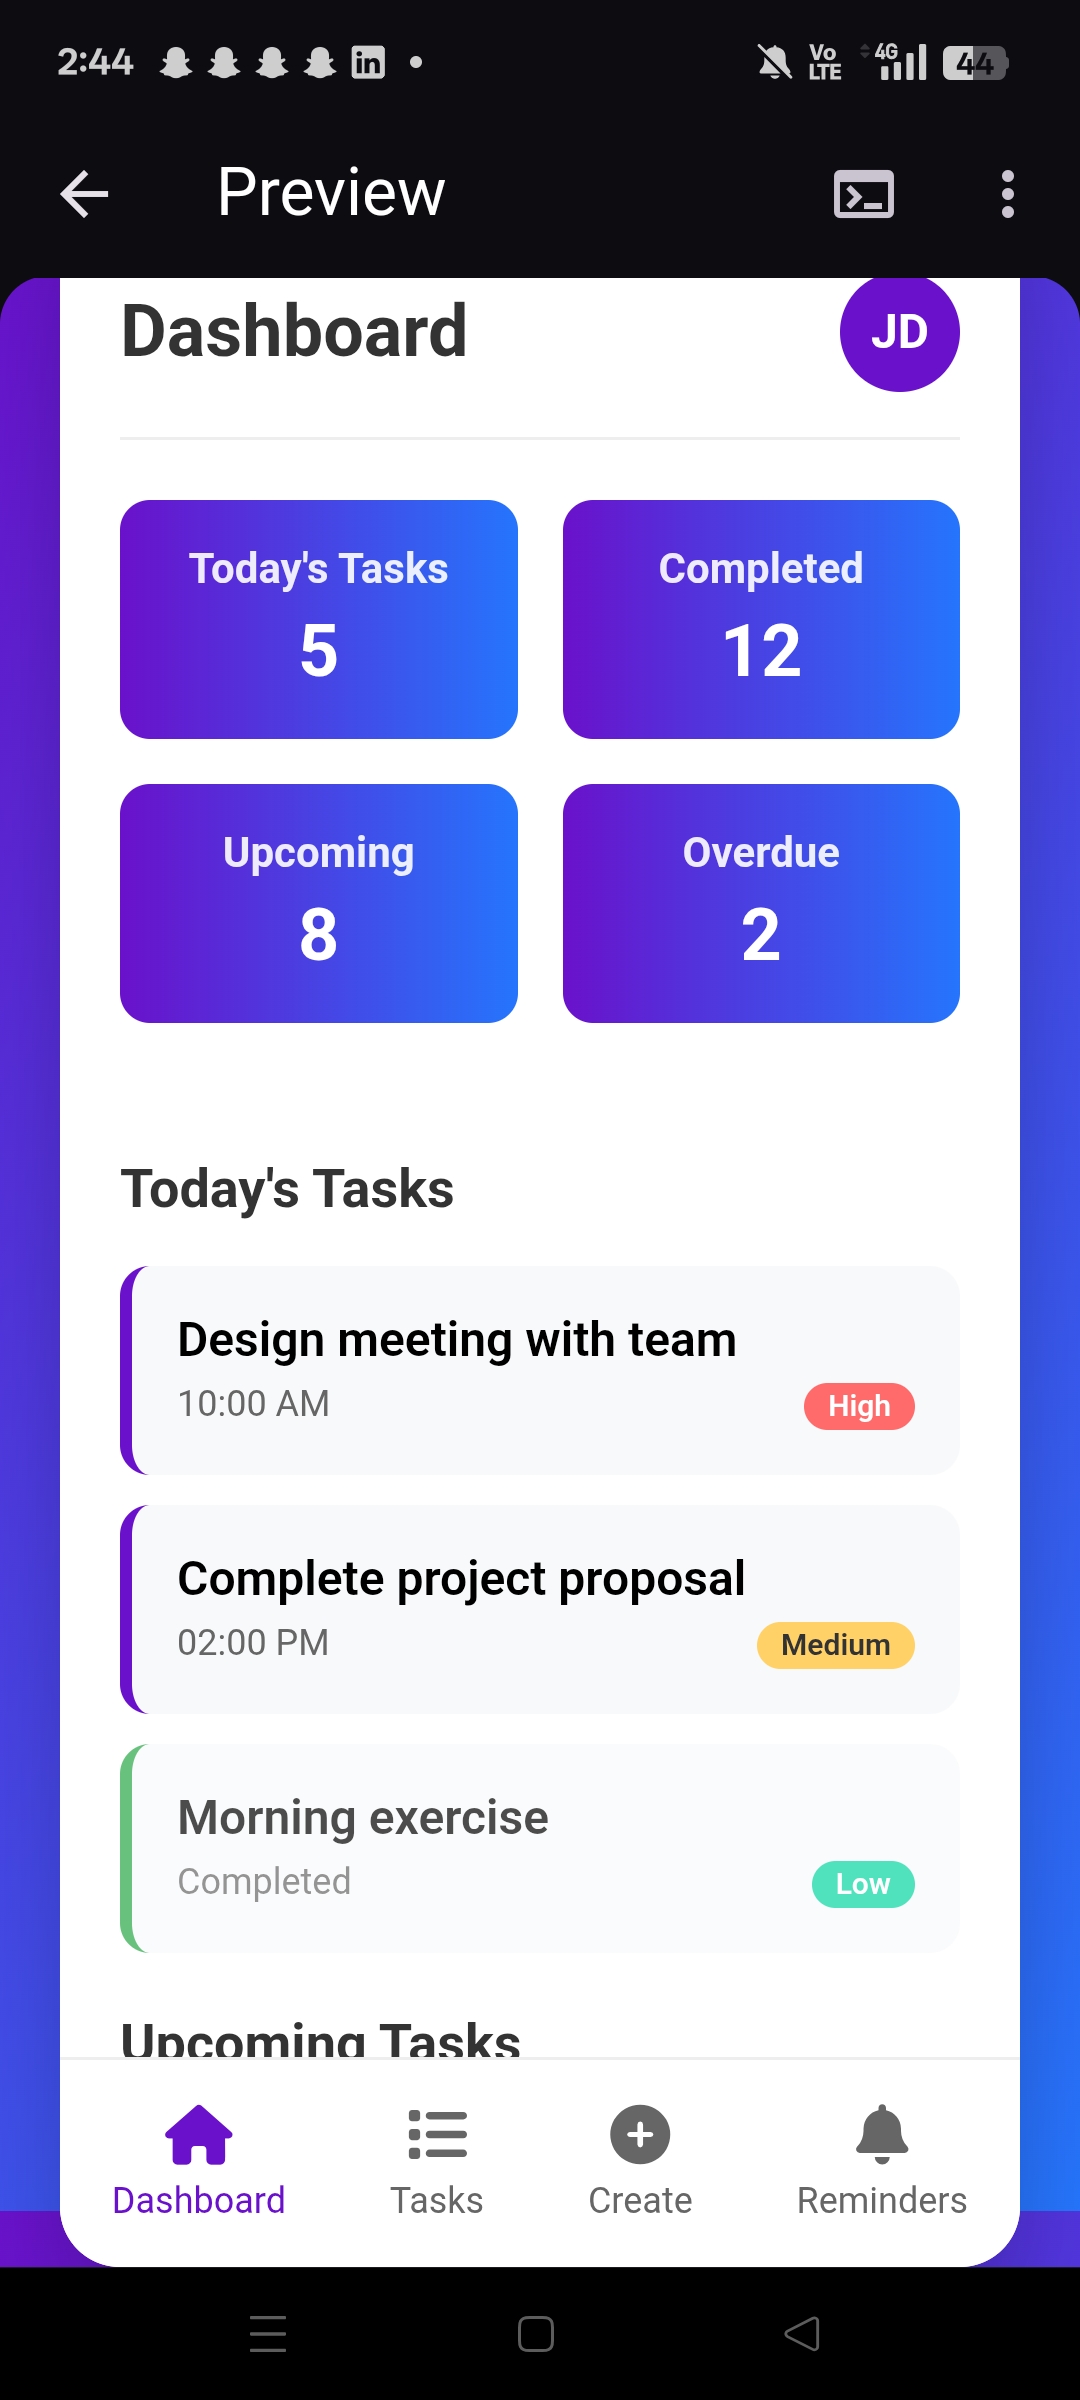 2:44
in
Vo
LTE
4G
44
Preview
Dashboard
JD
Today's Tasks
5
Completed
12
Upcoming
8
Overdue
2
Today's Tasks
Design meeting with team
10:00 AM
High
Complete project proposal
02:00 PM
Medium
Morning exercise
Completed
Low
Upcoming Tasks
Dashboard
Tasks
Create
Reminders